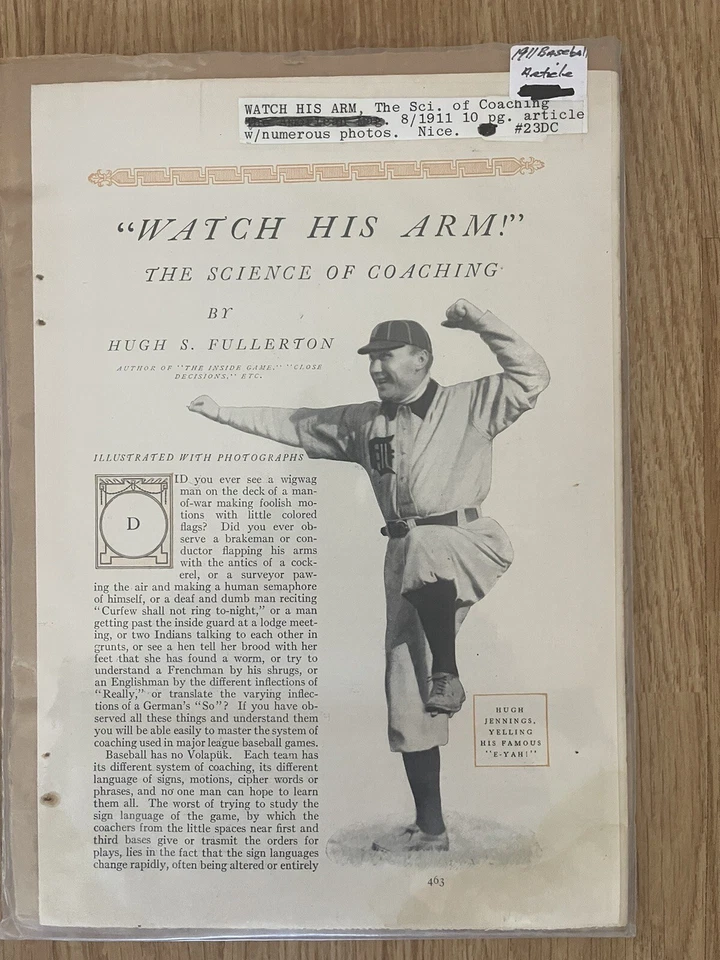 1911 Baseball
Article
WATCH HIS ARM, The Sci. of Coaching
8/1911 10 pg. article
w/numerous photos. Nice. #23DC
“WATCH HIS ARM!”
THE SCIENCE OF COACHING
BY
HUGH S. FULLERTON
AUTHOR OF “THE INSIDE GAME,” “CLOSE
DECISIONS,” ETC.
ILLUSTRATED WITH PHOTOGRAPHS
DID you ever see a wigwag
man on the deck of a man-
of-war making foolish mo-
tions with little colored
flags? Did you ever ob-
serve a brakeman or con-
ductor flapping his arms
with the antics of a cock-
erel, or a surveyor paw-
ing the air and making a human semaphore
of himself, or a deaf and dumb man reciting
“Curfew shall not ring to-night,” or a man
getting past the inside guard at a lodge meet-
ing, or two Indians talking to each other in
grunts, or see a hen tell her brood with her
feet that she has found a worm, or try to
understand a Frenchman by his shrugs, or
an Englishman by the different inflections of
“Really,” or translate the varying inflec-
tions of a German’s “So”? If you have ob-
served all these things and understand them
you will be able easily to master the system of
coaching used in major league baseball games.
Baseball has no Volapük. Each team has
its different system of coaching, its different
language of signs, motions, cipher words or
phrases, and no one man can hope to learn
them all. The worst of trying to study the
sign language of the game, by which the
coachers from the little spaces near first and
third bases give or trasmit the orders for
plays, lies in the fact that the sign languages
change rapidly, often being altered or entirely
HUGH
JENNINGS,
YELLING
HIS FAMOUS
“E-YAH!”
463